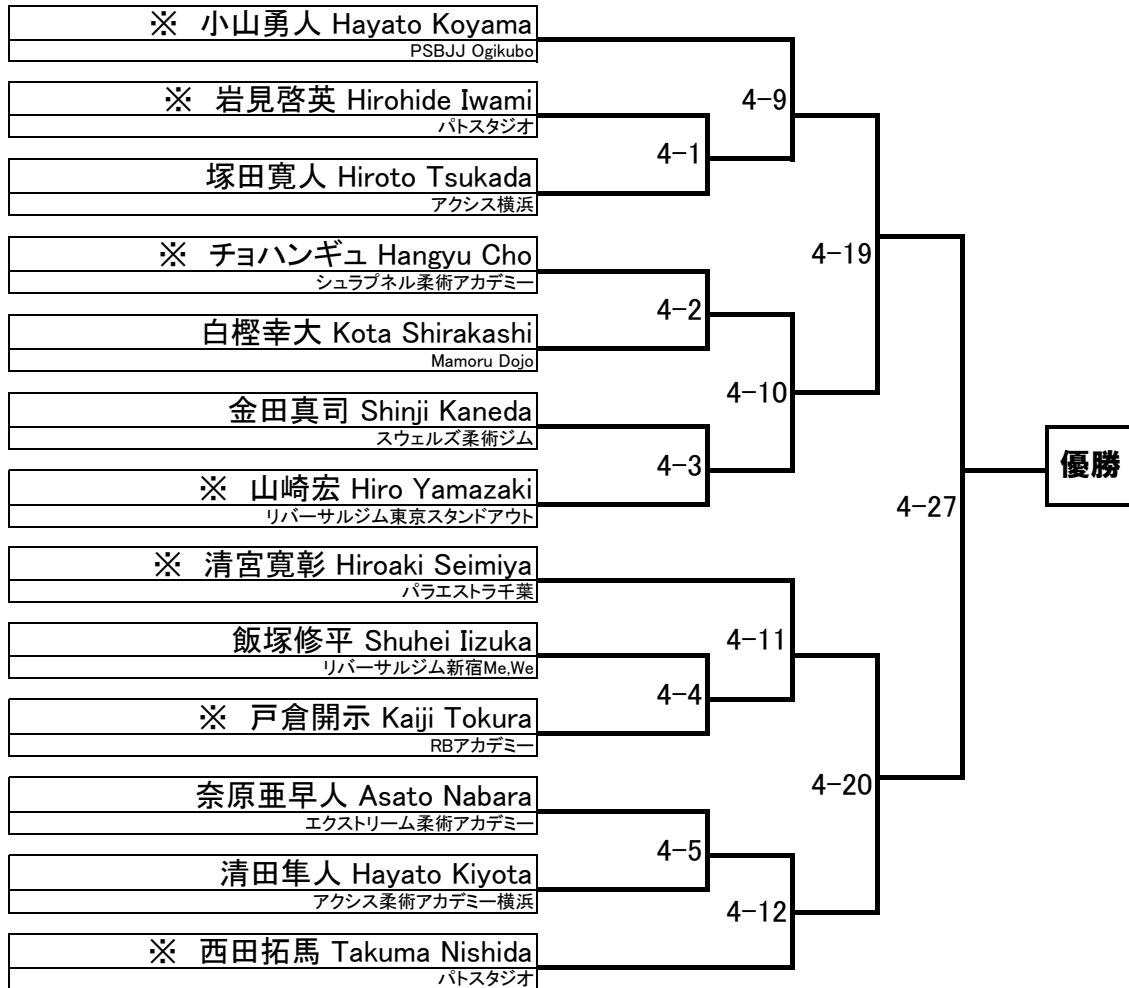 ※ 小山勇人 Hayato Koyama
PSBJJ Ogikubo
※ 岩見啓英 Hirohide Iwami
パトスタジオ
4-9
4-1
塚田寛人 Hiroto Tsukada
アクシス横浜
※ チョハンギュ Hangyu Cho
シュラプネル柔術アカデミー
4-19
4-2
白樫幸大 Kota Shirakashi
Mamoru Dojo
4-10
金田真司 Shinji Kaneda
スウェルズ柔術ジム
4-3
優勝
※ 山崎宏 Hiro Yamazaki
リバーサルジム東京スタンドアウト
4-27
※ 清宮寛彰 Hiroaki Seimiya
パラエストラ千葉
飯塚修平 Shuhei Iizuka
リバーサルジム新宿Me,We
4-11
4-4
※ 戸倉開示 Kaiji Tokura
RBアカデミー
4-20
奈原亜早人 Asato Nabara
エクストリーム柔術アカデミー
4-5
清田隼人 Hayato Kiyota
アクシス柔術アカデミー横浜
4-12
※ 西田拓馬 Takuma Nishida
パトスタジオ